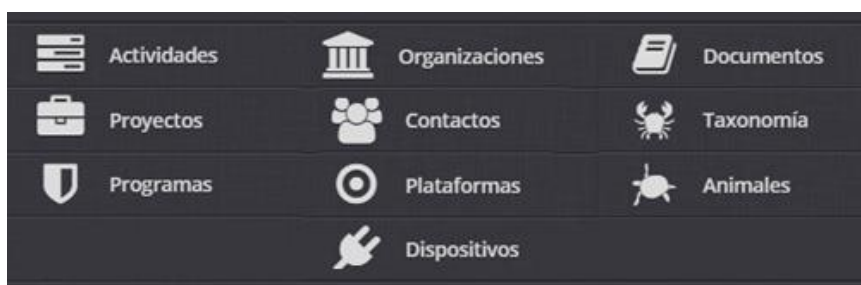 Actividades
Organizaciones
Documentos
Proyectos
Contactos
Taxonomía
Programas
Plataformas
Animales
Dispositivos